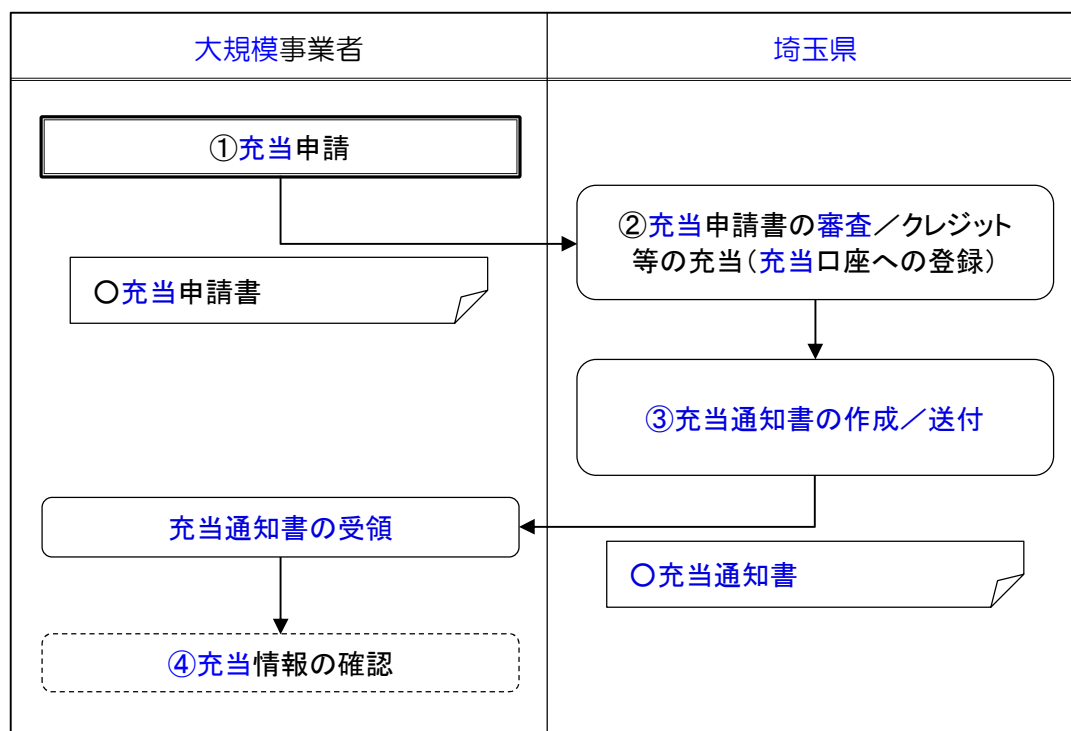 大規模事業者
埼玉県
①充当申請
②充当申請書の審査／クレジット
等の充当（充当口座への登録）
〇充当申請書
③充当通知書の作成／送付
充当通知書の受領
〇充当通知書
④充当情報の確認